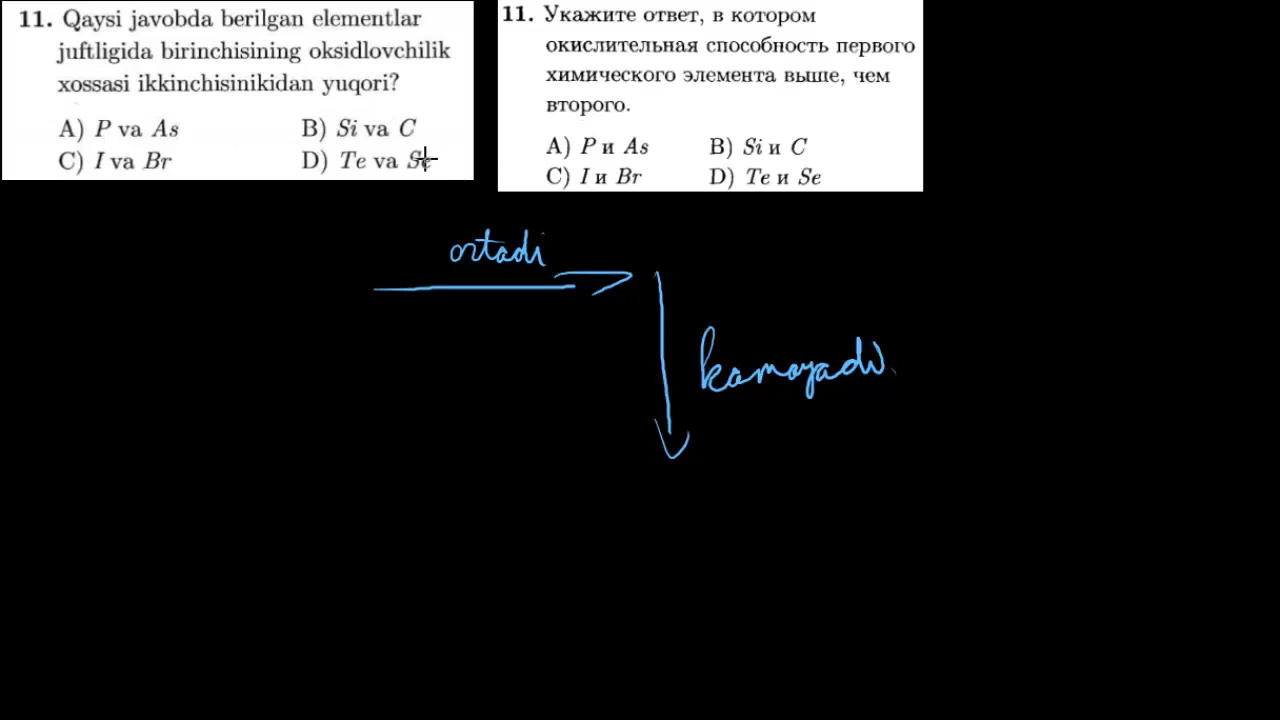 11. Qaysi javobda berilgan elementlar
juftligida birinchisining oksidlovchilik
xossasi ikkinchisinikidan yuqori?
A) P va As B) Si va C
C) I va Br D) Te va Se
11. Укажите ответ, в котором
окислительная способность первого
химического элемента выше, чем
второго.
A) P и As B) Si и C
C) I и Br D) Te и Se
ortadi
kamayadi